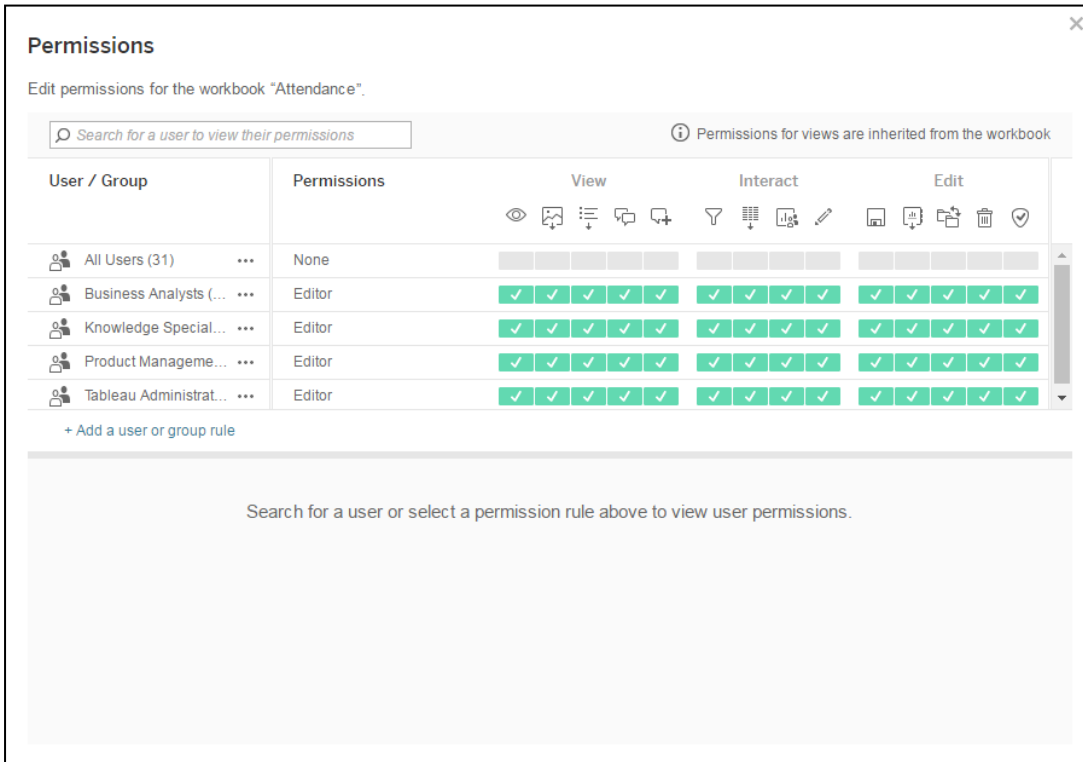 Permissions
Edit permissions for the workbook “Attendance”.
Search for a user to view their permissions
Permissions for views are inherited from the workbook
User / Group Permissions View Interact Edit
All Users (31) ... None
Business Analysts (... ... Editor
Knowledge Special... ... Editor
Product Manageme... ... Editor
Tableau Administrat... ... Editor
+ Add a user or group rule
Search for a user or select a permission rule above to view user permissions.